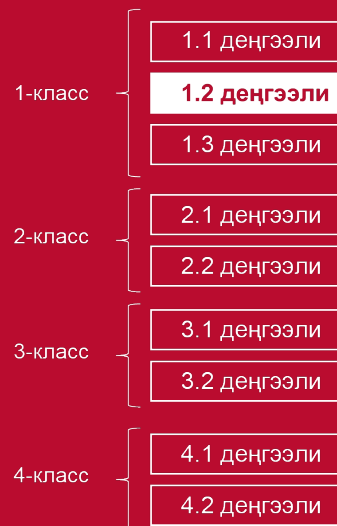 1-класс
1.1 деңгээли
1.2 деңгээли
1.3 деңгээли
2-класс
2.1 деңгээли
2.2 деңгээли
3-класс
3.1 деңгээли
3.2 деңгээли
4-класс
4.1 деңгээли
4.2 деңгээли